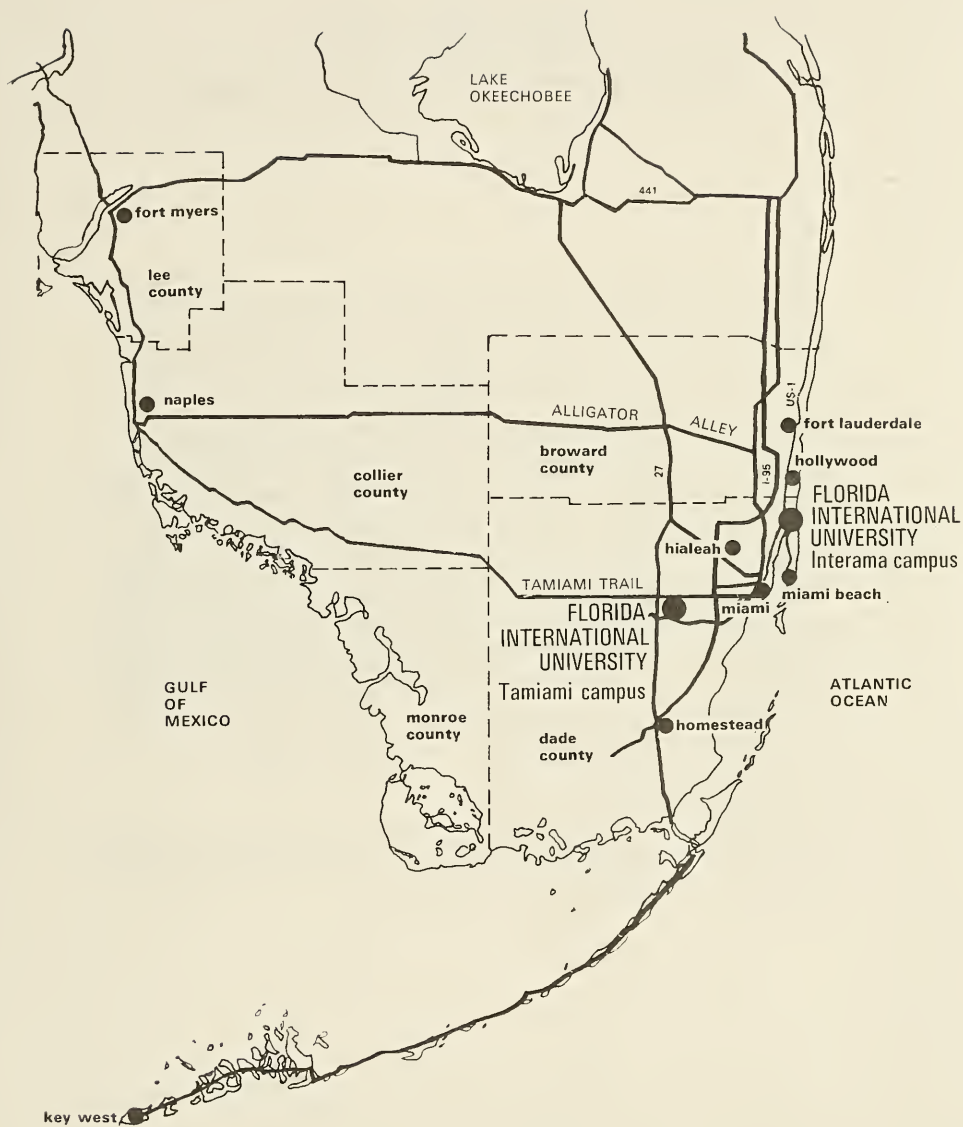 LAKE
OKEECHOBEE
441
fort myers
lee
county
naples
ALLIGATOR
ALLEY
US-1
fort lauderdale
broward
county
27
I-95
hollywood
collier
county
FLORIDA
INTERNATIONAL
UNIVERSITY
Interama campus
hialeah
TAMIAMI TRAIL
miami
miami beach
FLORIDA
INTERNATIONAL
UNIVERSITY
Tamiami campus
GULF
OF
MEXICO
ATLANTIC
OCEAN
monroe
county
dade
county
homestead
key west